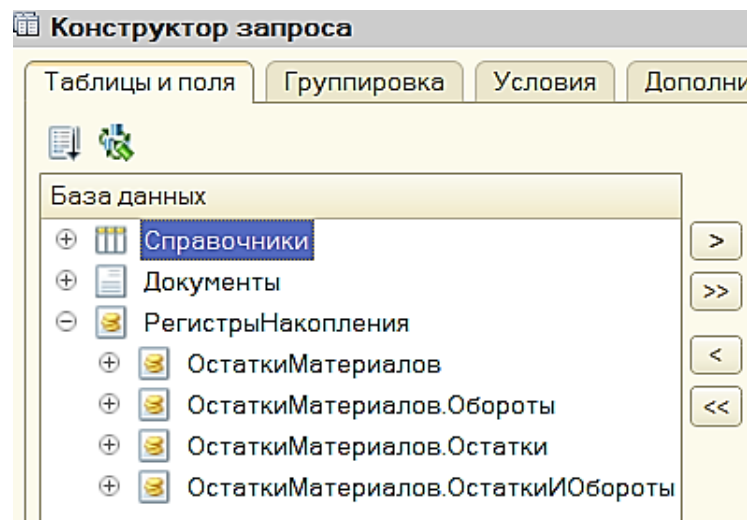 Конструктор запроса
Таблицы и поля Группировка Условия Дополни
База данных
Справочники
>
Документы
>>
РегистрыНакопления
<
ОстаткиМатериалов
ОстаткиМатериалов.Обороты
<<
ОстаткиМатериалов.Остатки
ОстаткиМатериалов.ОстаткиИОбороты